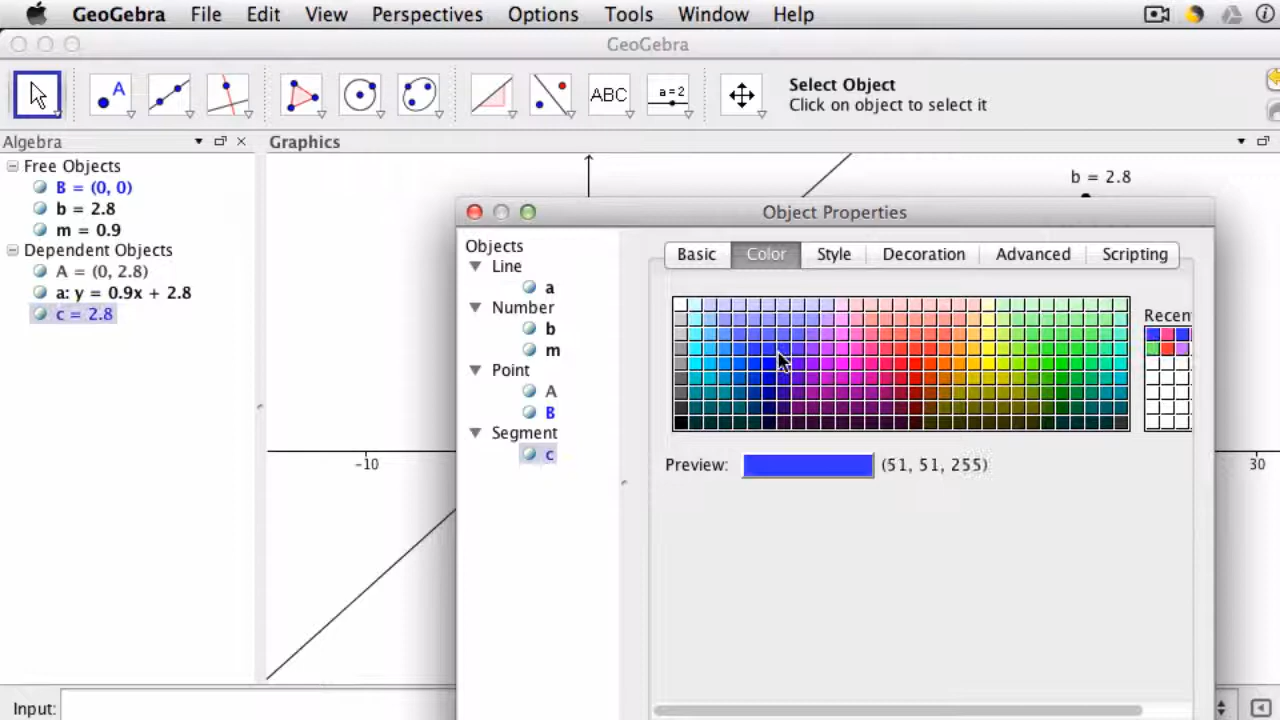 GeoGebra File Edit View Perspectives Options Tools Window Help
GeoGebra
A
ABC
a = 2
Select Object
Click on object to select it
Algebra
Graphics
Free Objects
B = (0, 0)
b = 2.8
m = 0.9
Dependent Objects
A = (0, 2.8)
a: y = 0.9x + 2.8
c = 2.8
b = 2.8
-10
30
Object Properties
Objects
Line
a
Number
b
m
Point
A
B
Segment
c
Basic Color Style Decoration Advanced Scripting
Recen
Preview: (51, 51, 255)
Input: